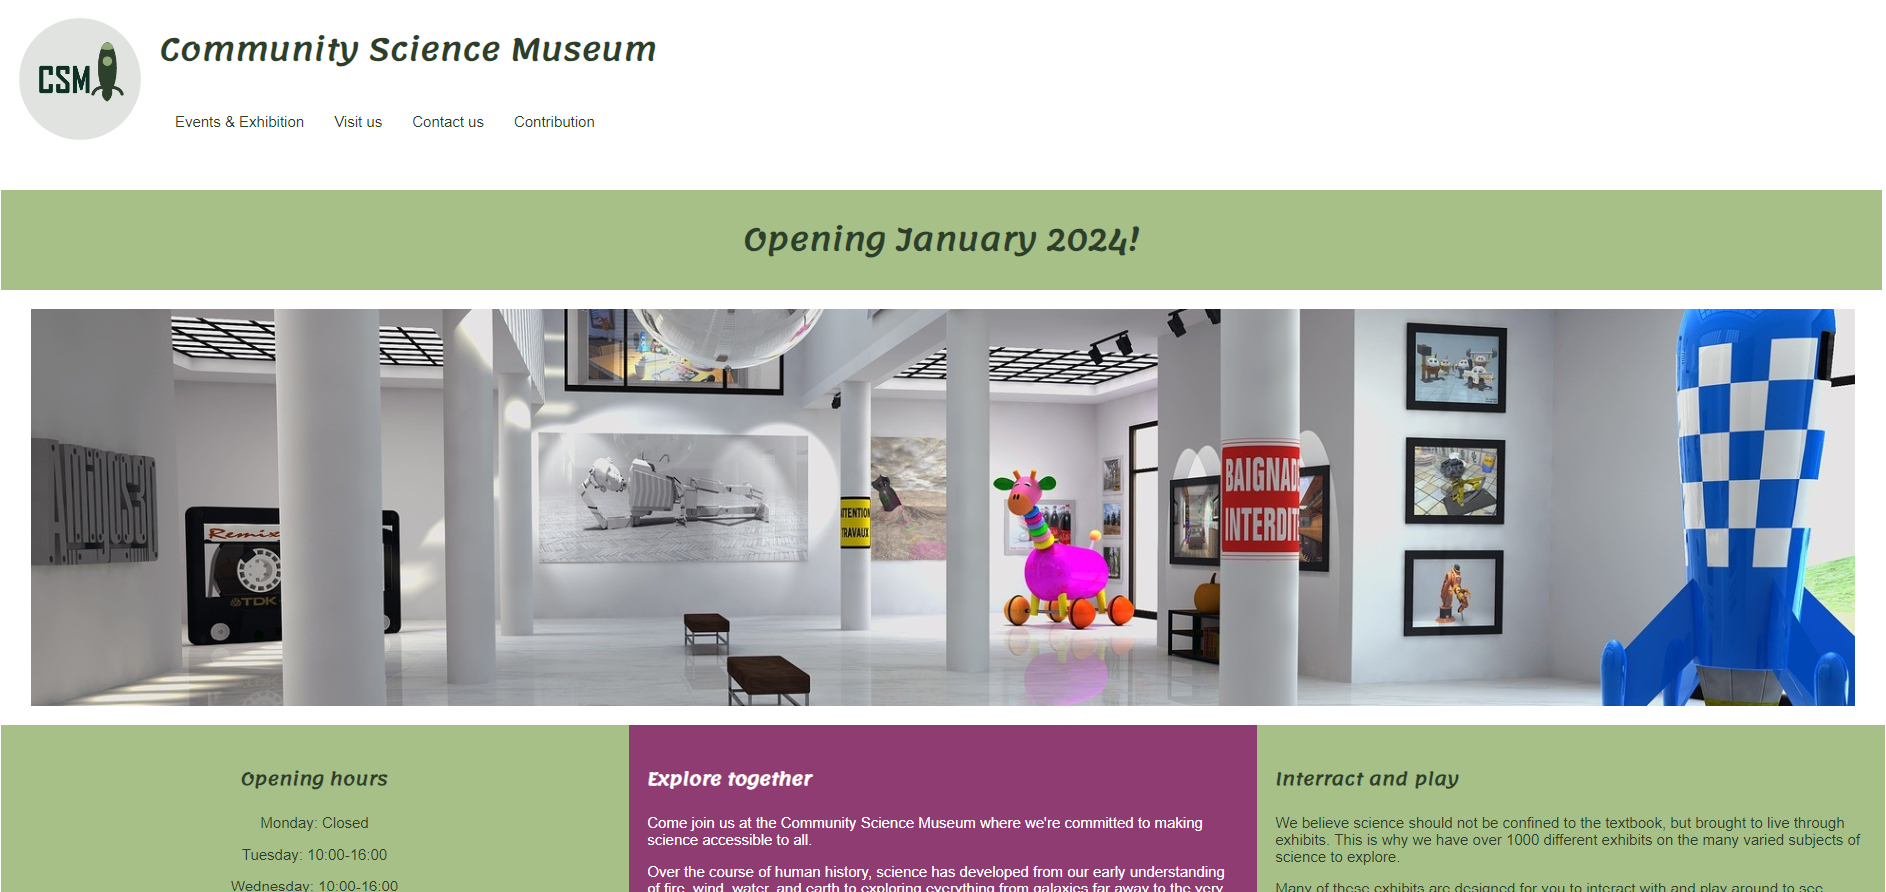 CSM
Community Science Museum
Events & Exhibition
Visit us
Contact us
Contribution
Opening January 2024!
Remix
TDK
ATTENTION
TRAVAUX
BAIGNADE
INTERDITE
Opening hours
Monday: Closed
Tuesday: 10:00-16:00
Wednesday: 10:00-16:00
Explore together
Come join us at the Community Science Museum where we're committed to making
science accessible to all.
Over the course of human history, science has developed from our early understanding
of fire, wind, water, and earth to exploring everything from galaxies far away to the very
Interract and play
We believe science should not be confined to the textbook, but brought to live through
exhibits. This is why we have over 1000 different exhibits on the many varied subjects of
science to explore.
Many of these exhibits are designed for you to interact with and play around to see